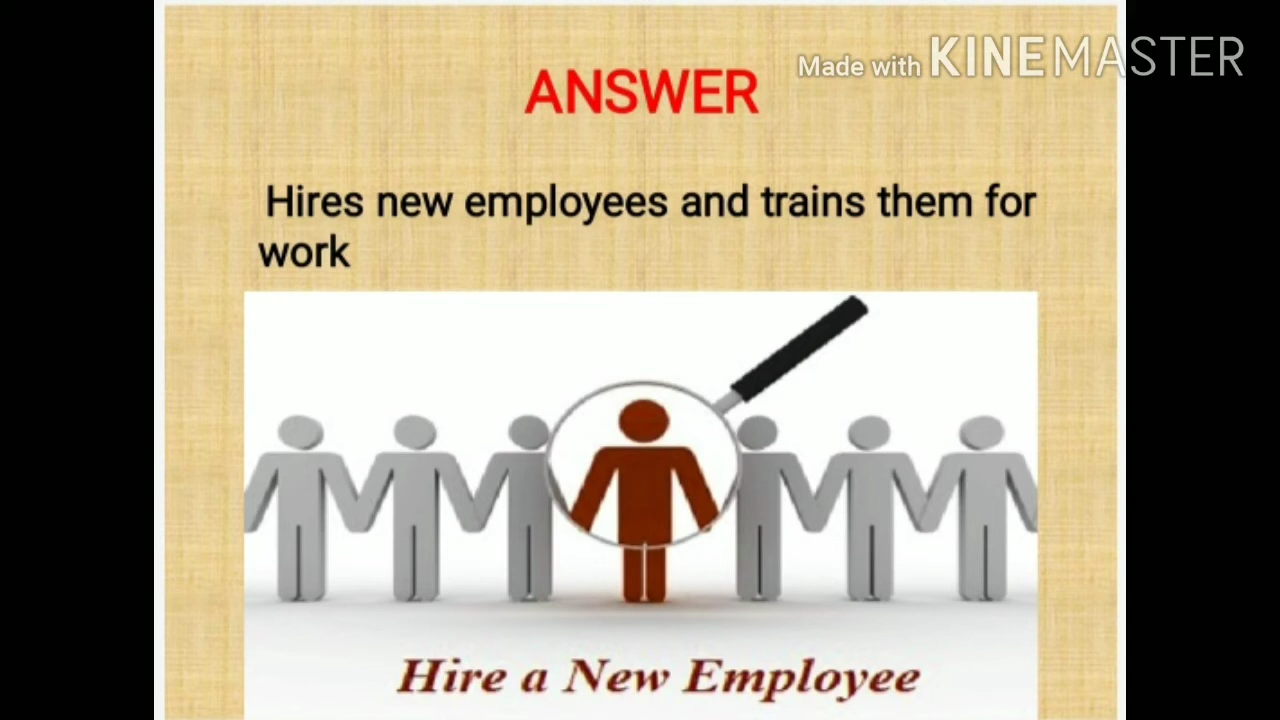 Made with KINEMASTER
ANSWER
Hires new employees and trains them for
work
Hire a New Employee